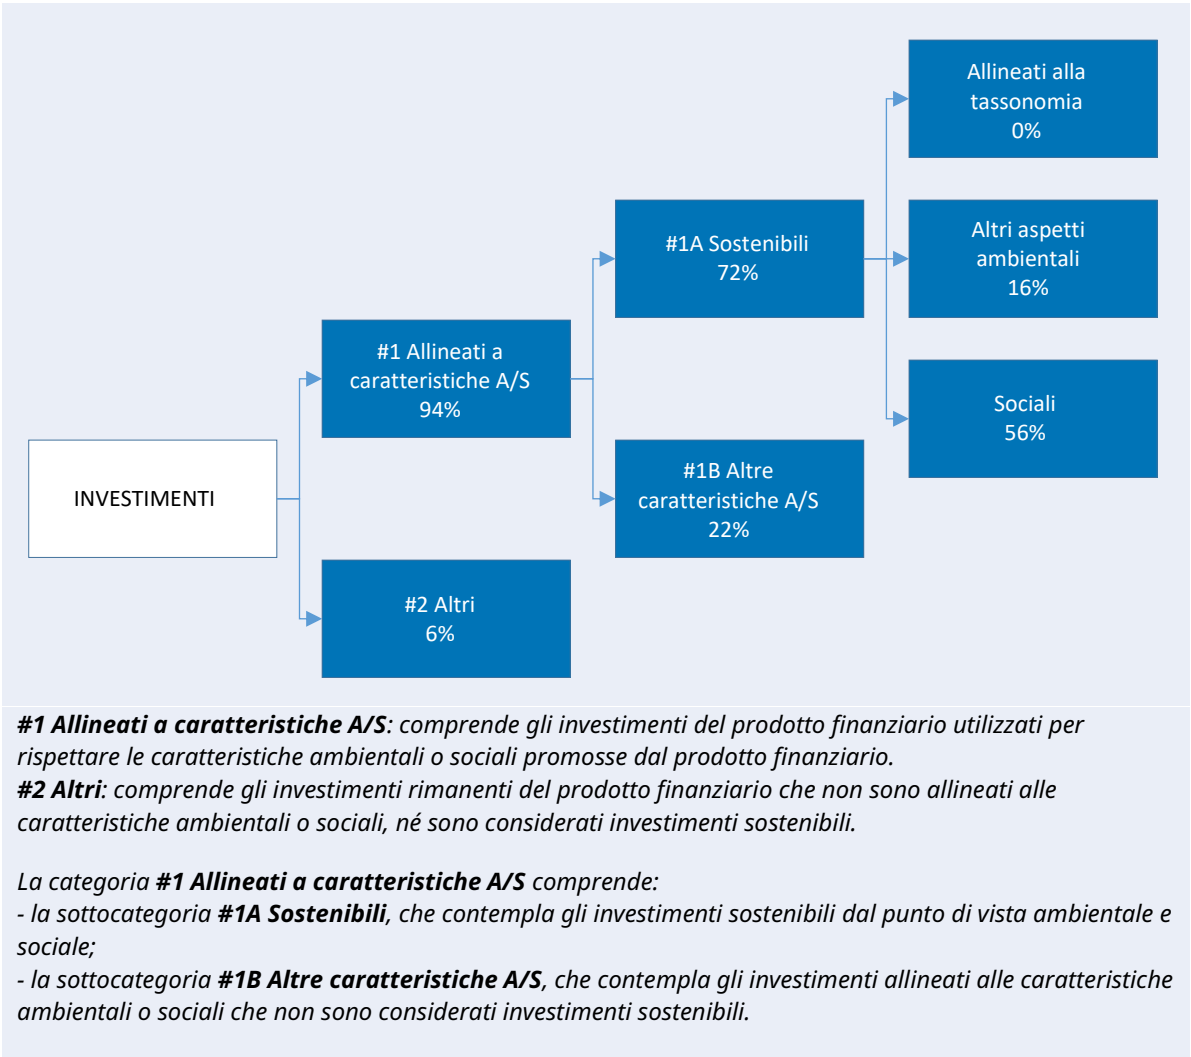 Allineati alla
tassonomia
0%
#1A Sostenibili
72%
Altri aspetti
ambientali
16%
#1 Allineati a
caratteristiche A/S
94%
Sociali
56%
INVESTIMENTI
#1B Altre
caratteristiche A/S
22%
#2 Altri
6%
#1 Allineati a caratteristiche A/S: comprende gli investimenti del prodotto finanziario utilizzati per
rispettare le caratteristiche ambientali o sociali promosse dal prodotto finanziario.
#2 Altri: comprende gli investimenti rimanenti del prodotto finanziario che non sono allineati alle
caratteristiche ambientali o sociali, né sono considerati investimenti sostenibili.
La categoria #1 Allineati a caratteristiche A/S comprende:
- la sottocategoria #1A Sostenibili, che contempla gli investimenti sostenibili dal punto di vista ambientale e
sociale;
- la sottocategoria #1B Altre caratteristiche A/S, che contempla gli investimenti allineati alle caratteristiche
ambientali o sociali che non sono considerati investimenti sostenibili.